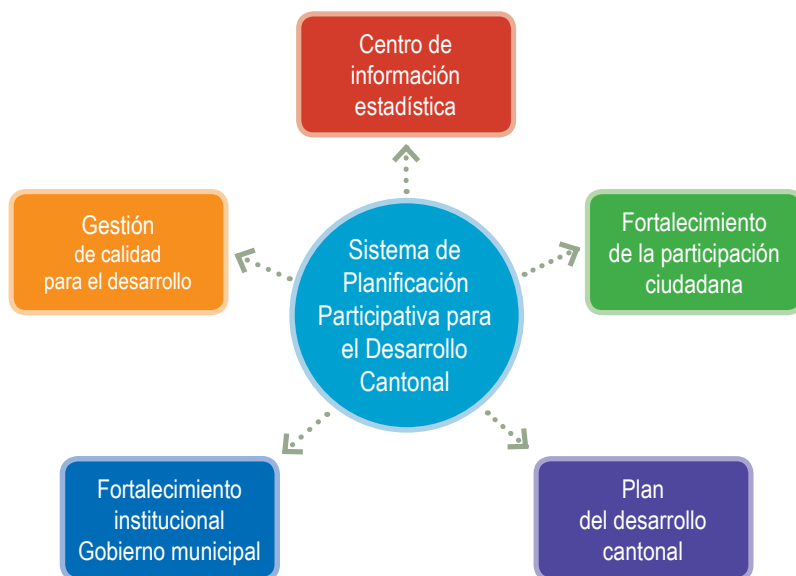 Centro de
información
estadística
Gestión
de calidad
para el desarrollo
Sistema de
Planificación
Participativa para
el Desarrollo
Cantonal
Fortalecimiento
de la participación
ciudadana
Fortalecimiento
institucional
Gobierno municipal
Plan
del desarrollo
cantonal